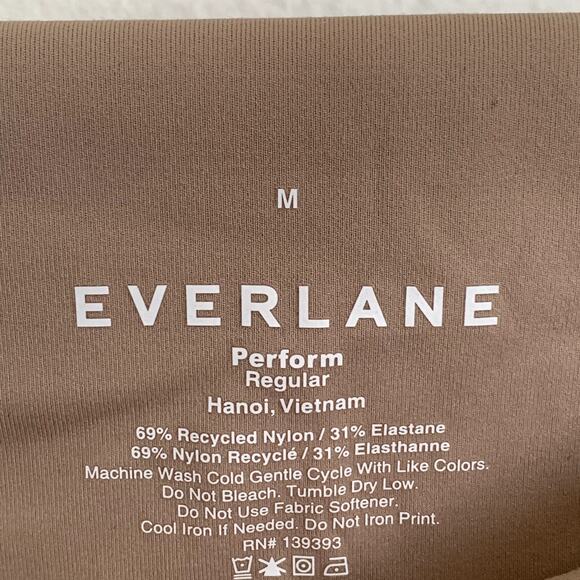 M
EVERLANE
Perform
Regular
Hanoi, Vietnam
69% Recycled Nylon / 31% Elastane
69% Nylon Recyclé / 31% Elasthanne
Machine Wash Cold Gentle Cycle With Like Colors.
Do Not Bleach. Tumble Dry Low.
Do Not Use Fabric Softener.
Cool Iron If Needed. Do Not Iron Print.
RN# 139393